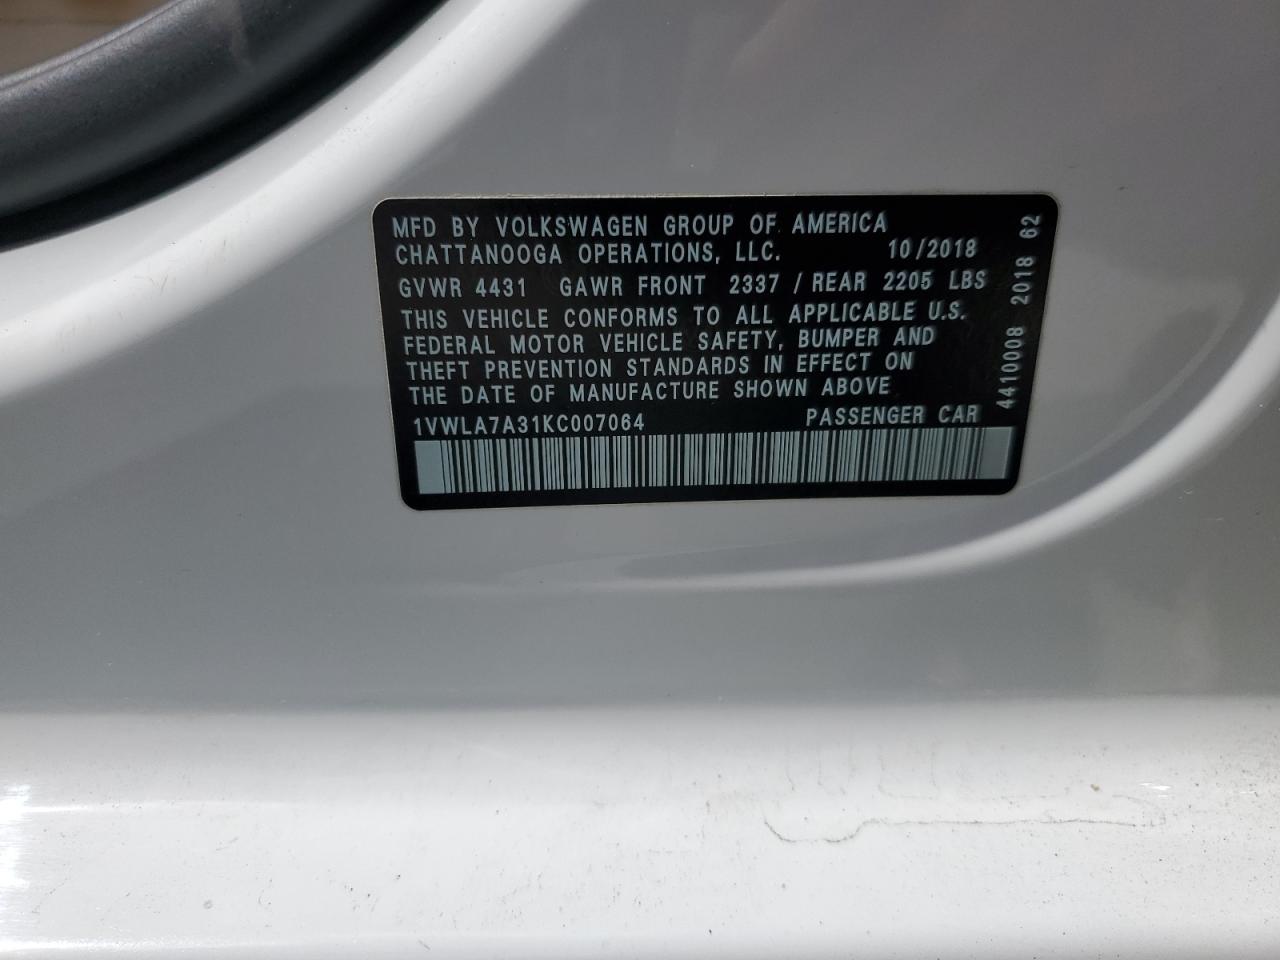 MFD BY VOLKSWAGEN GROUP OF AMERICA
CHATTANOOGA OPERATIONS, LLC. 10/2018
GVWR 4431 GAWR FRONT 2337 / REAR 2205 LBS
THIS VEHICLE CONFORMS TO ALL APPLICABLE U.S.
FEDERAL MOTOR VEHICLE SAFETY, BUMPER AND
THEFT PREVENTION STANDARDS IN EFFECT ON
THE DATE OF MANUFACTURE SHOWN ABOVE
1VWLA7A31KC007064 PASSENGER CAR
4410008 2018 62